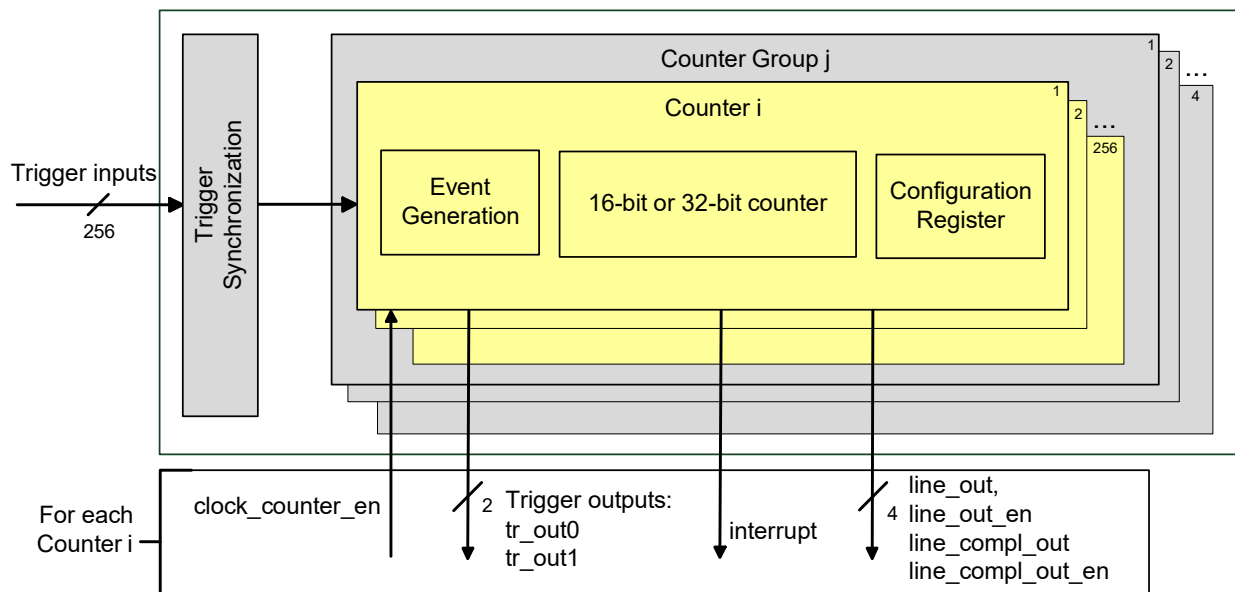 Counter Group j
1
2
...
4
Counter i
1
2
...
256
Trigger inputs
256
Trigger
Synchronization
Event
Generation
16-bit or 32-bit counter
Configuration
Register
For each
Counter i
clock_counter_en
2
Trigger outputs:
tr_out0
tr_out1
interrupt
4
line_out,
line_out_en
line_compl_out
line_compl_out_en